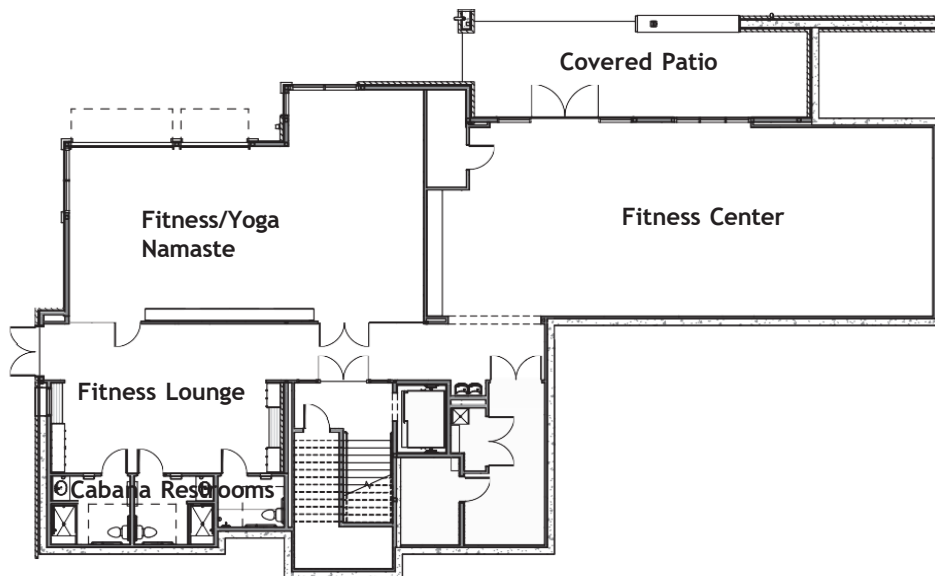 Covered Patio
Fitness/Yoga
Namaste
Fitness Center
Fitness Lounge
Cabana Restrooms